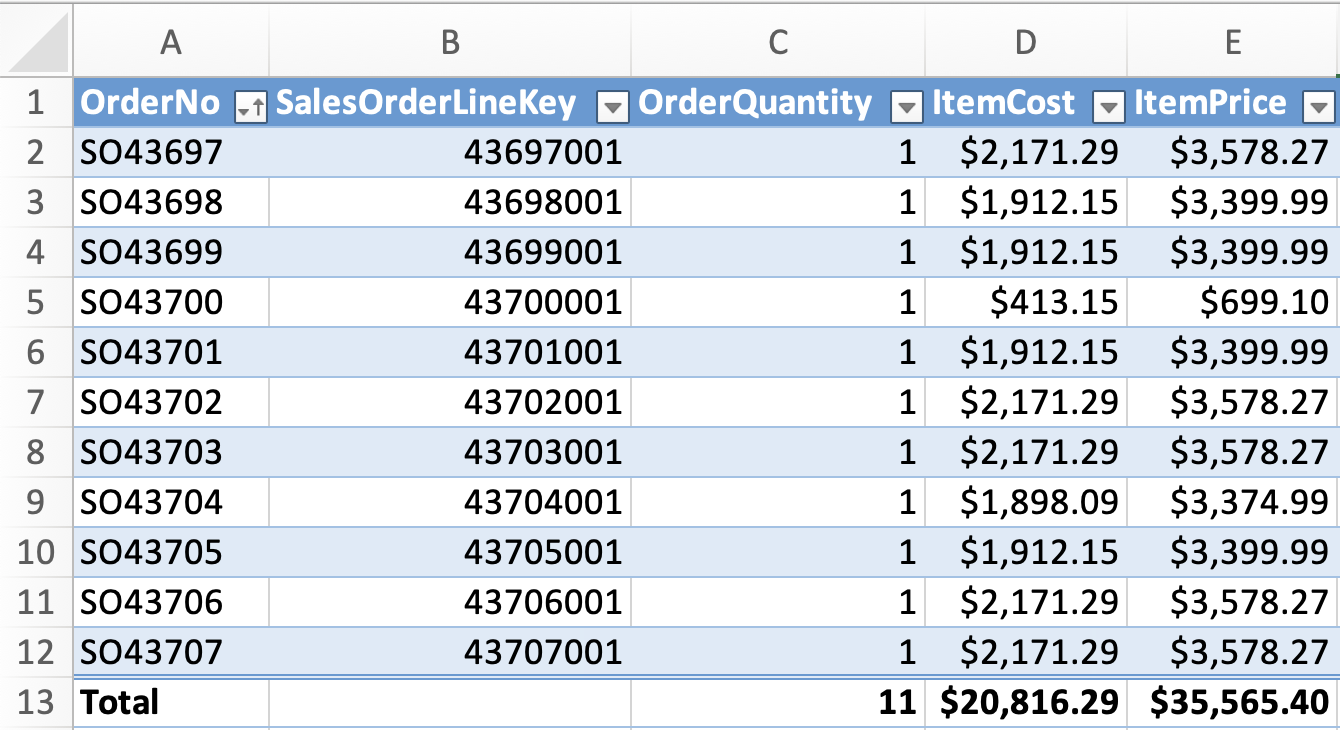 A B C D E
1 OrderNo SalesOrderLineKey OrderQuantity ItemCost ItemPrice
2 SO43697 43697001 1 $2,171.29 $3,578.27
3 SO43698 43698001 1 $1,912.15 $3,399.99
4 SO43699 43699001 1 $1,912.15 $3,399.99
5 SO43700 43700001 1 $413.15 $699.10
6 SO43701 43701001 1 $1,912.15 $3,399.99
7 SO43702 43702001 1 $2,171.29 $3,578.27
8 SO43703 43703001 1 $2,171.29 $3,578.27
9 SO43704 43704001 1 $1,898.09 $3,374.99
10 SO43705 43705001 1 $1,912.15 $3,399.99
11 SO43706 43706001 1 $2,171.29 $3,578.27
12 SO43707 43707001 1 $2,171.29 $3,578.27
13 Total 11 $20,816.29 $35,565.40